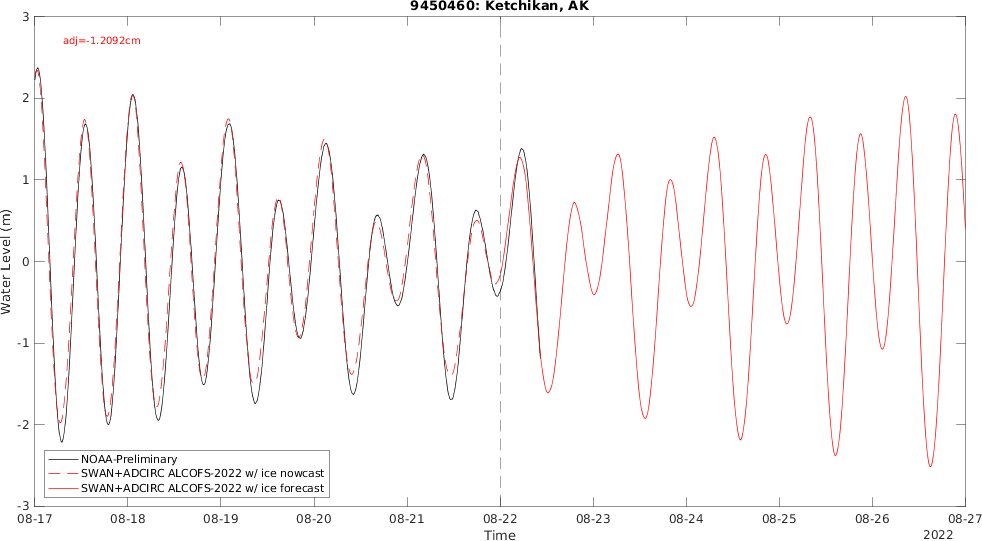 9450460: Ketchikan, AK
adj=-1.2092cm
3
2
1
0
-1
-2
-3
Water Level (m)
NOAA-Preliminary
SWAN+ADCIRC ALCOFS-2022 w/ ice nowcast
SWAN+ADCIRC ALCOFS-2022 w/ ice forecast
08-17 08-18 08-19 08-20 08-21 08-22 08-23 08-24 08-25 08-26 08-27
Time
2022